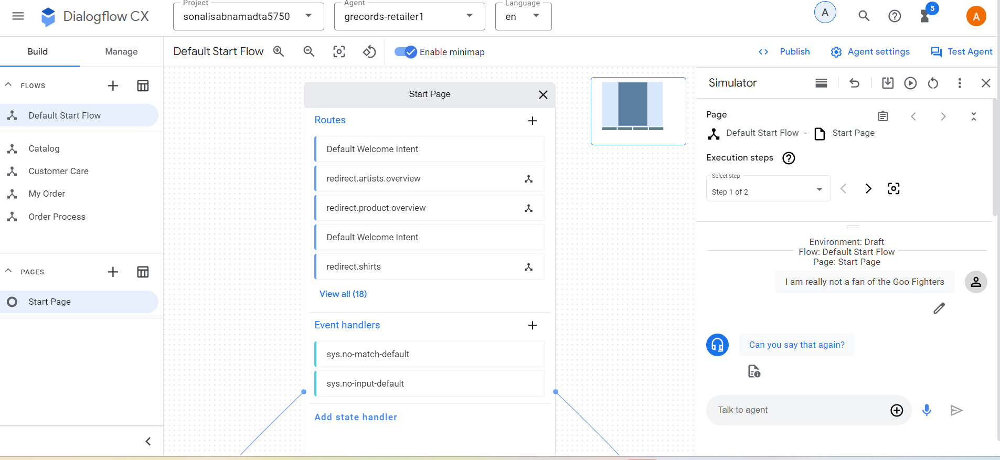 Dialogflow CX
Project
sonalisabnamadta5750
Agent
grecords-retailer1
Language
en
A
5
A
Build
Manage
Default Start Flow
Enable minimap
Publish
Agent settings
Test Agent
FLOWS
Default Start Flow
Catalog
Customer Care
My Order
Order Process
PAGES
Start Page
Start Page
Routes
Default Welcome Intent
redirect.artists.overview
redirect.product.overview
Default Welcome Intent
redirect.shirts
View all (18)
Event handlers
sys.no-match-default
sys.no-input-default
Add state handler
Simulator
Page
Default Start Flow - Start Page
Execution steps
Select step
Step 1 of 2
Environment: Draft
Flow: Default Start Flow
Page: Start Page
I am really not a fan of the Goo Fighters
Can you say that again?
Talk to agent